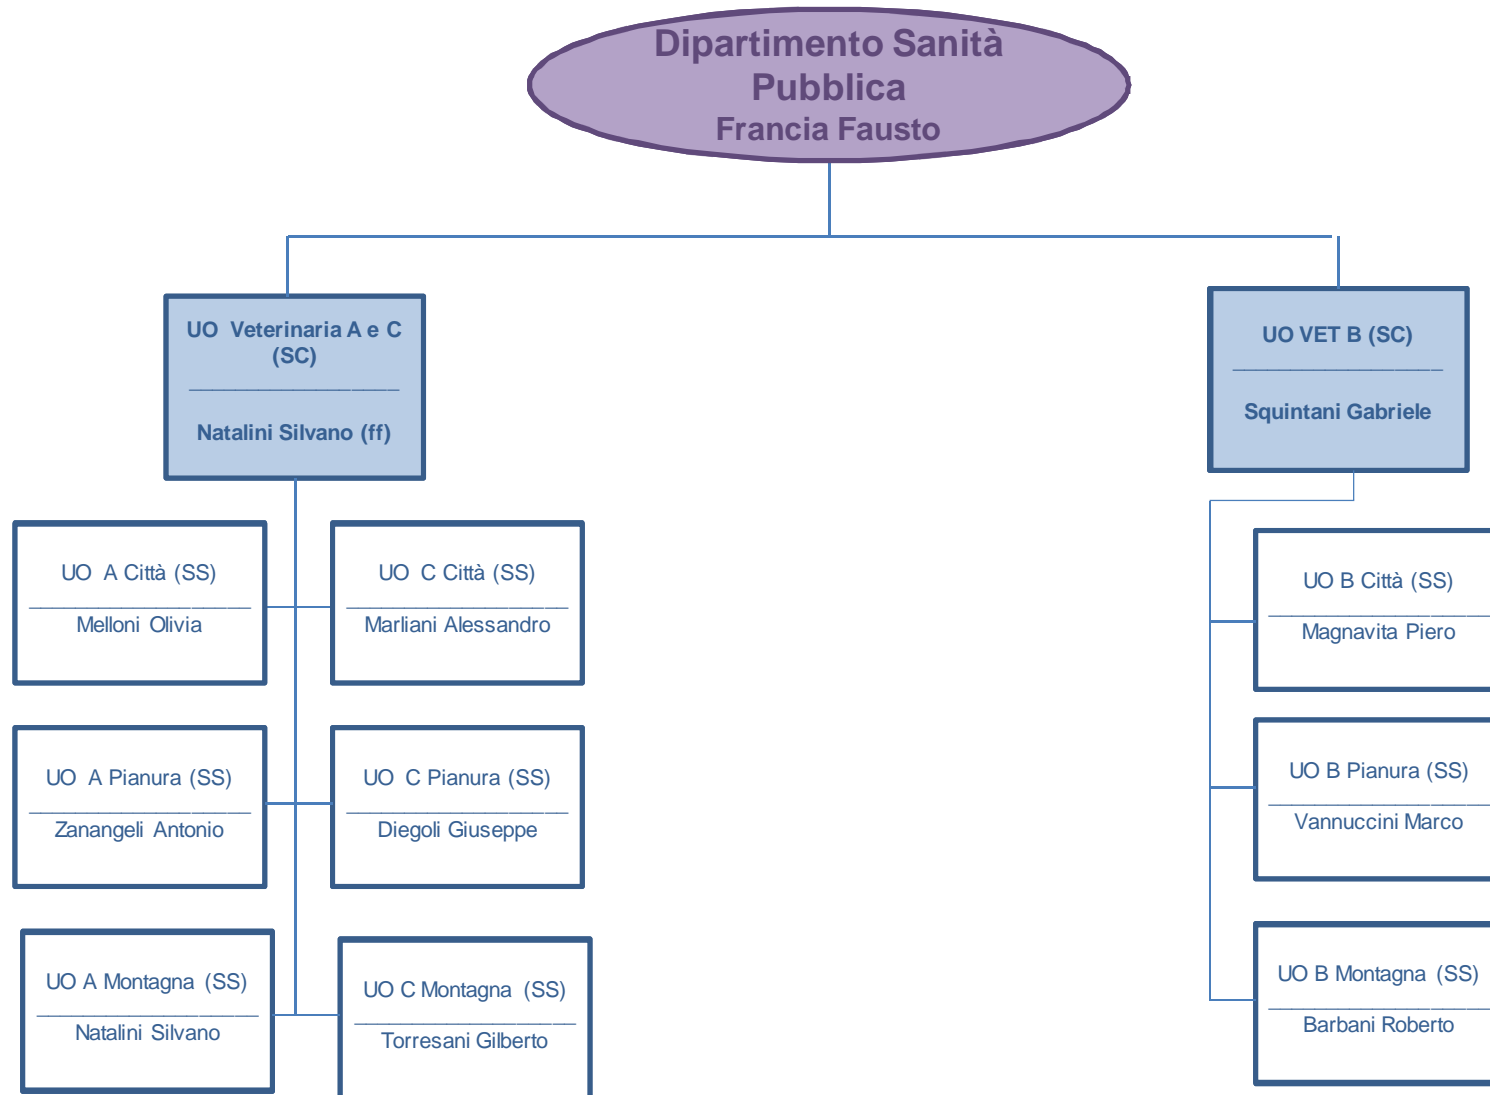 Dipartimento Sanità
Pubblica
Francia Fausto
UO Veterinaria A e C
(SC)
Natalini Silvano (ff)
UO VET B (SC)
Squintani Gabriele
UO A Città (SS)
Melloni Olivia
UO C Città (SS)
Marliani Alessandro
UO B Città (SS)
Magnavita Piero
UO A Pianura (SS)
Zanangeli Antonio
UO C Pianura (SS)
Diegoli Giuseppe
UO B Pianura (SS)
Vannuccini Marco
UO A Montagna (SS)
Natalini Silvano
UO C Montagna (SS)
Torresani Gilberto
UO B Montagna (SS)
Barbani Roberto